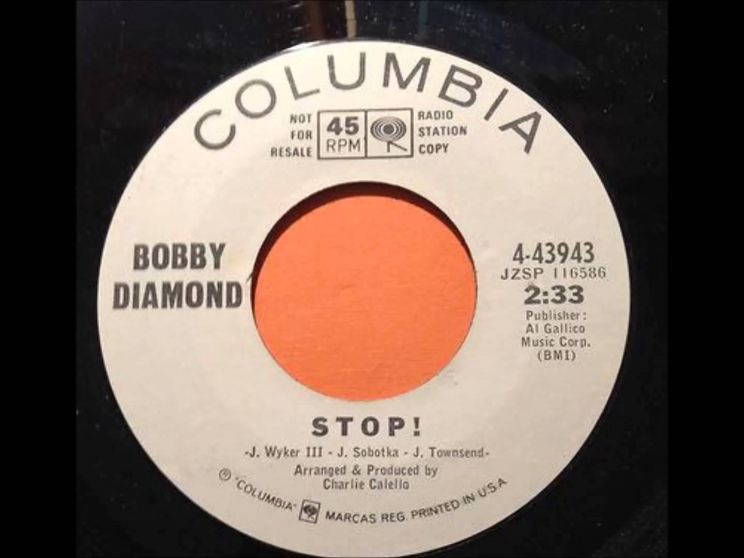 COLUMBIA
NOT
FOR
RESALE
45
RPM
RADIO
STATION
COPY
BOBBY
DIAMOND
4-43943
JZSP 116586
2:33
Publisher:
Al Gallico
Music Corp.
(BMI)
STOP!
-J. Wyker III - J. Sobotka - J. Townsend-
Arranged & Produced by
Charlie Calello
℗ "COLUMBIA" MARCAS REG. PRINTED IN U.S.A